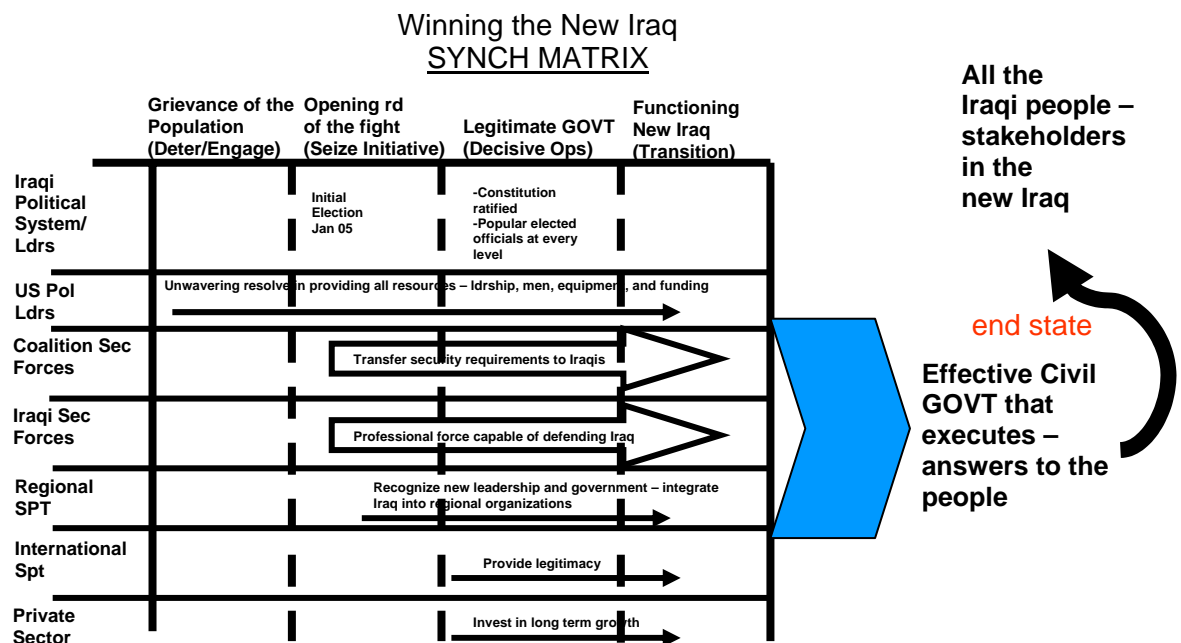 Winning the New Iraq
SYNCH MATRIX
Grievance of the
Population
(Deter/Engage)
Opening rd
of the fight
(Seize Initiative)
Legitimate GOVT
(Decisive Ops)
Functioning
New Iraq
(Transition)
Iraqi
Political
System/
Ldrs
Initial
Election
Jan 05
-Constitution
ratified
-Popular elected
officials at every
level
US Pol
Ldrs
Unwavering resolve in providing all resources – ldrship, men, equipment, and funding
Coalition Sec
Forces
Transfer security requirements to Iraqis
Iraqi Sec
Forces
Professional force capable of defending Iraq
Regional
SPT
Recognize new leadership and government – integrate
Iraq into regional organizations
International
Spt
Provide legitimacy
Private
Sector
Invest in long term growth
All the
Iraqi people –
stakeholders
in the
new Iraq
end state
Effective Civil
GOVT that
executes –
answers to the
people